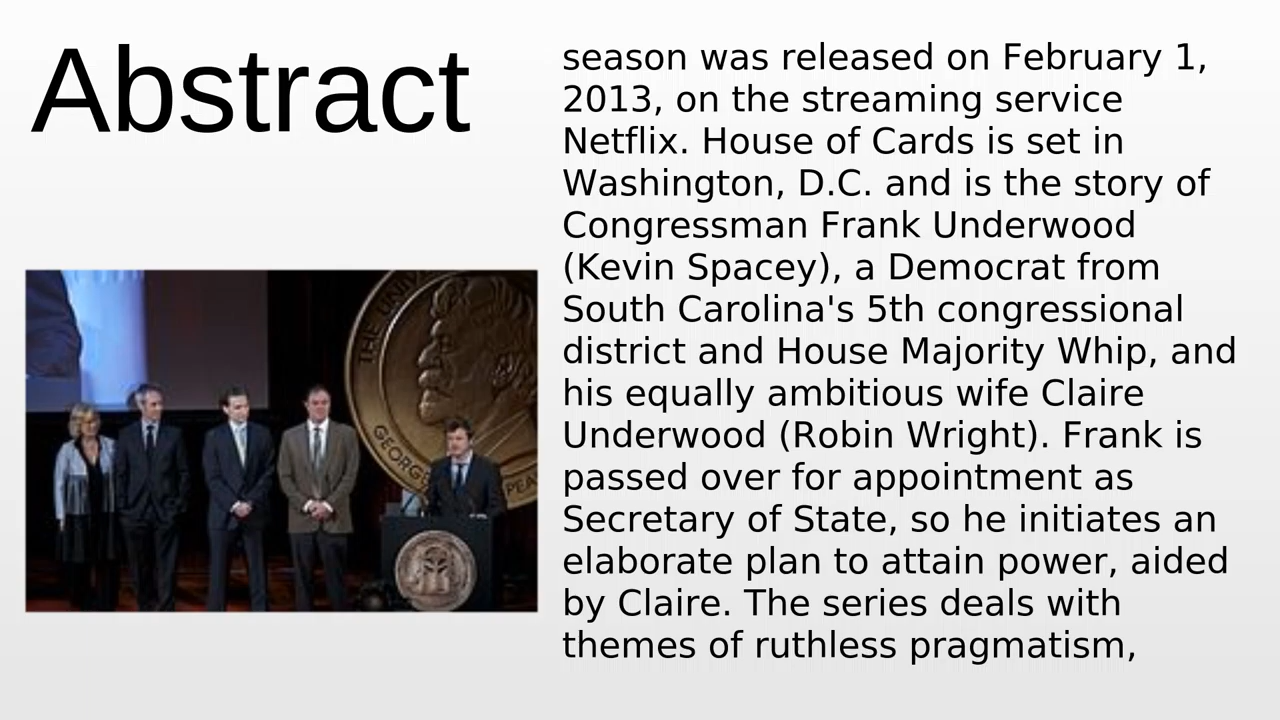 Abstract
season was released on February 1,
2013, on the streaming service
Netflix. House of Cards is set in
Washington, D.C. and is the story of
Congressman Frank Underwood
(Kevin Spacey), a Democrat from
South Carolina's 5th congressional
district and House Majority Whip, and
his equally ambitious wife Claire
Underwood (Robin Wright). Frank is
passed over for appointment as
Secretary of State, so he initiates an
elaborate plan to attain power, aided
by Claire. The series deals with
themes of ruthless pragmatism,
THE UNIV
GEORGE
PEA